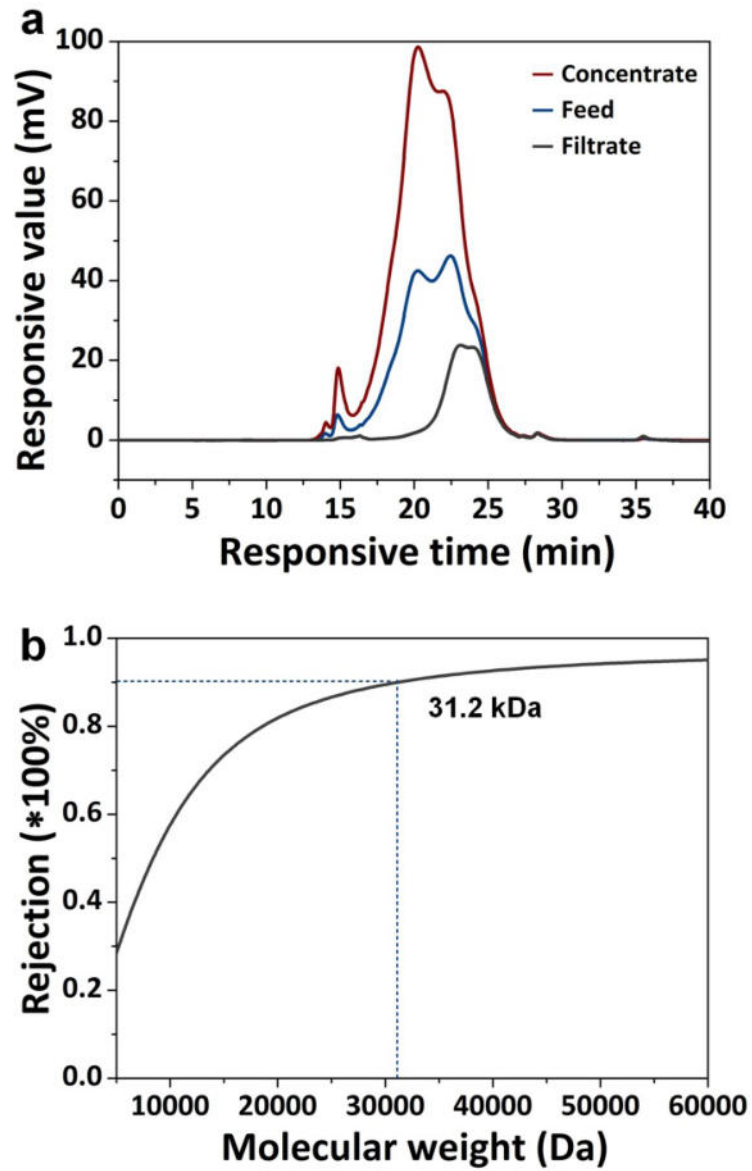 a
Responsive value (mV)
100
80
60
40
20
0
Concentrate
Feed
Filtrate
0 5 10 15 20 25 30 35 40
Responsive time (min)
b
Rejection (*100%)
1.0
0.8
0.6
0.4
0.2
0.0
31.2 kDa
10000 20000 30000 40000 50000 60000
Molecular weight (Da)